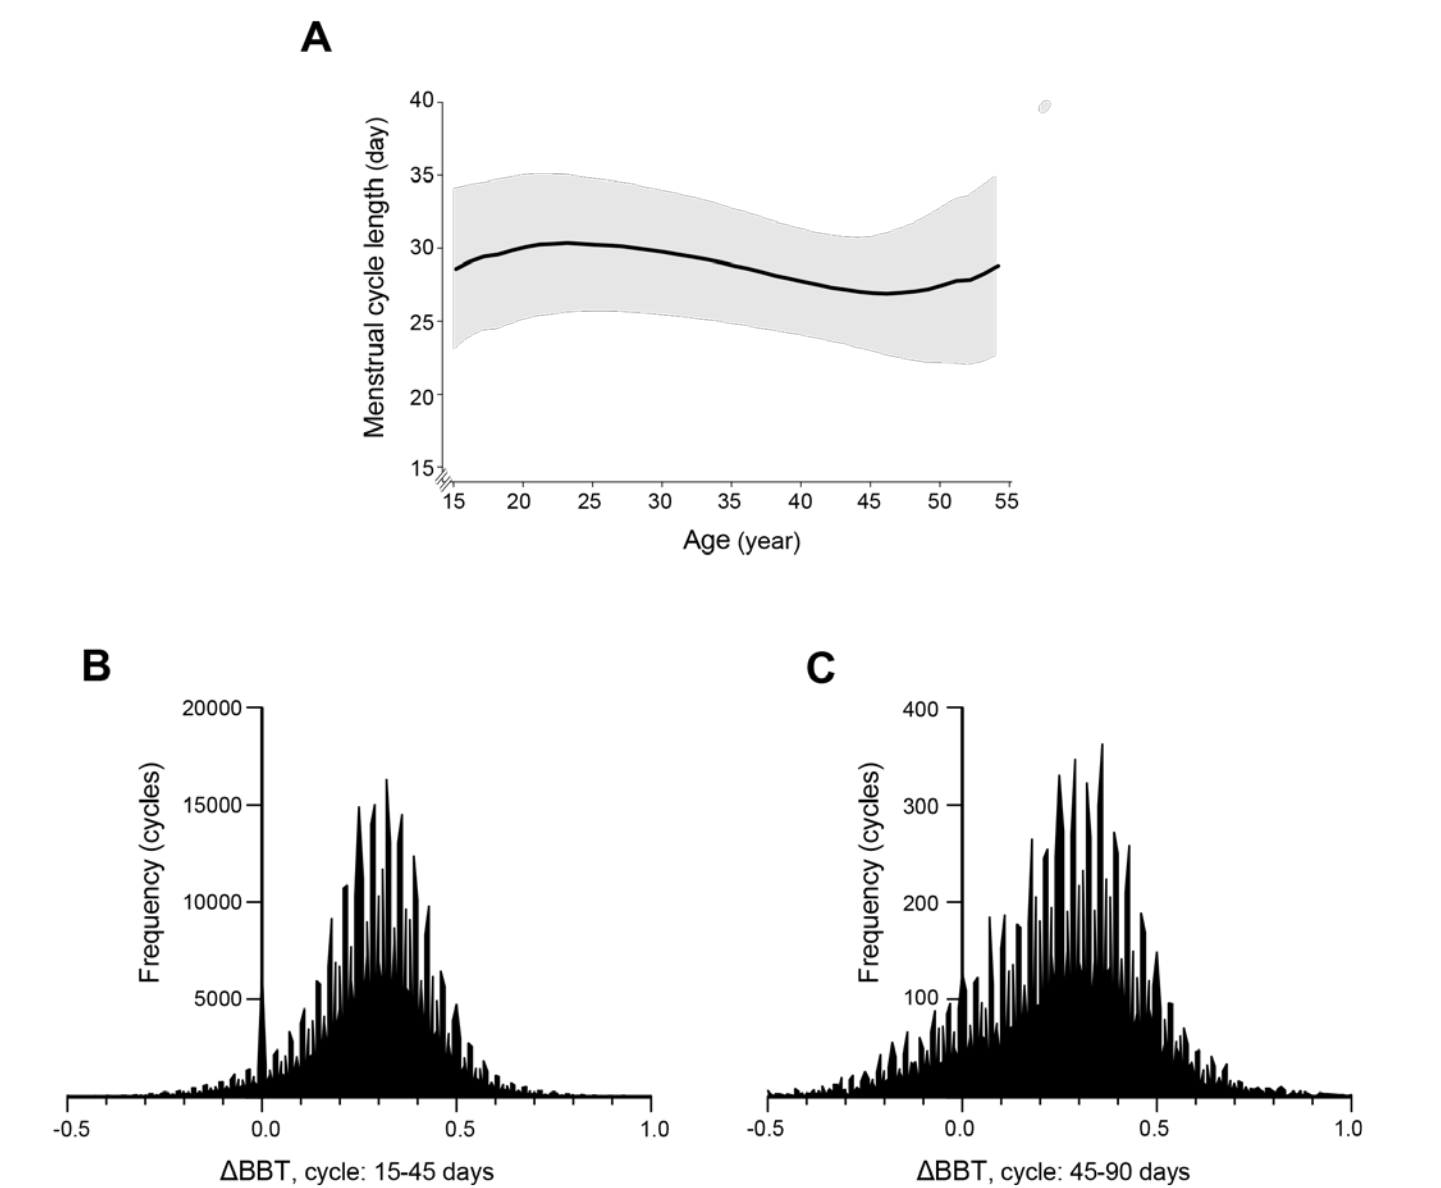 A
Menstrual cycle length (day)
40
35
30
25
20
15
15 20 25 30 35 40 45 50 55
Age (year)
B
Frequency (cycles)
20000
15000
10000
5000
-0.5 0.0 0.5 1.0
ΔBBT, cycle: 15-45 days
C
Frequency (cycles)
400
300
200
100
-0.5 0.0 0.5 1.0
ΔBBT, cycle: 45-90 days